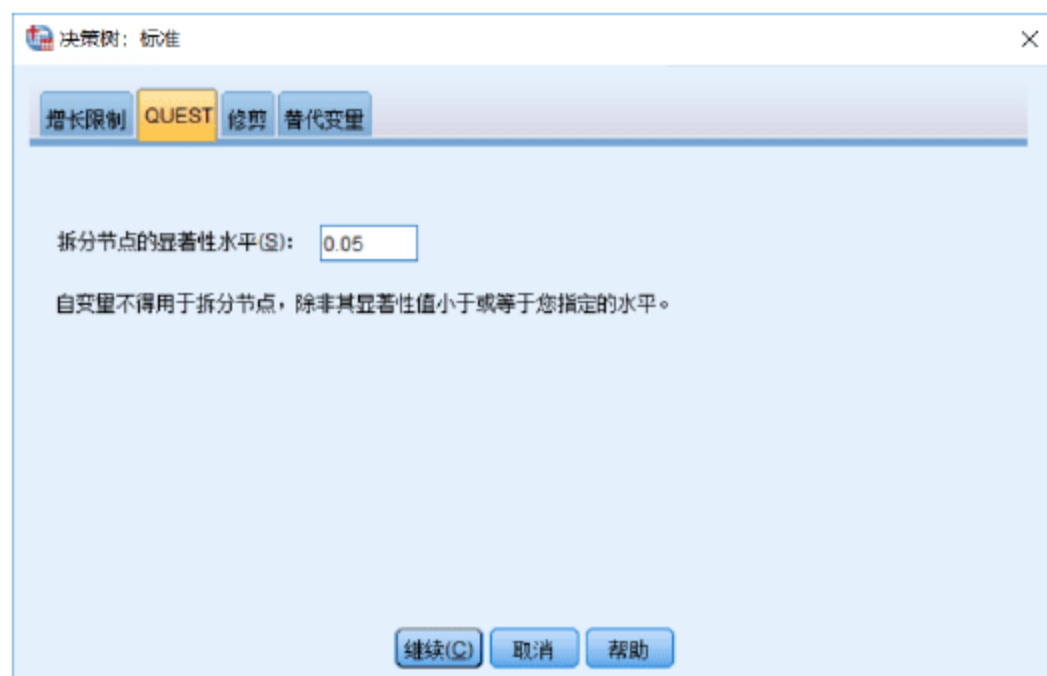 决策树：标准
增长限制 QUEST 修剪 替代变量
拆分节点的显著性水平(S)： 0.05
自变量不得用于拆分节点，除非其显著性值小于或等于您指定的水平。
继续(C) 取消 帮助